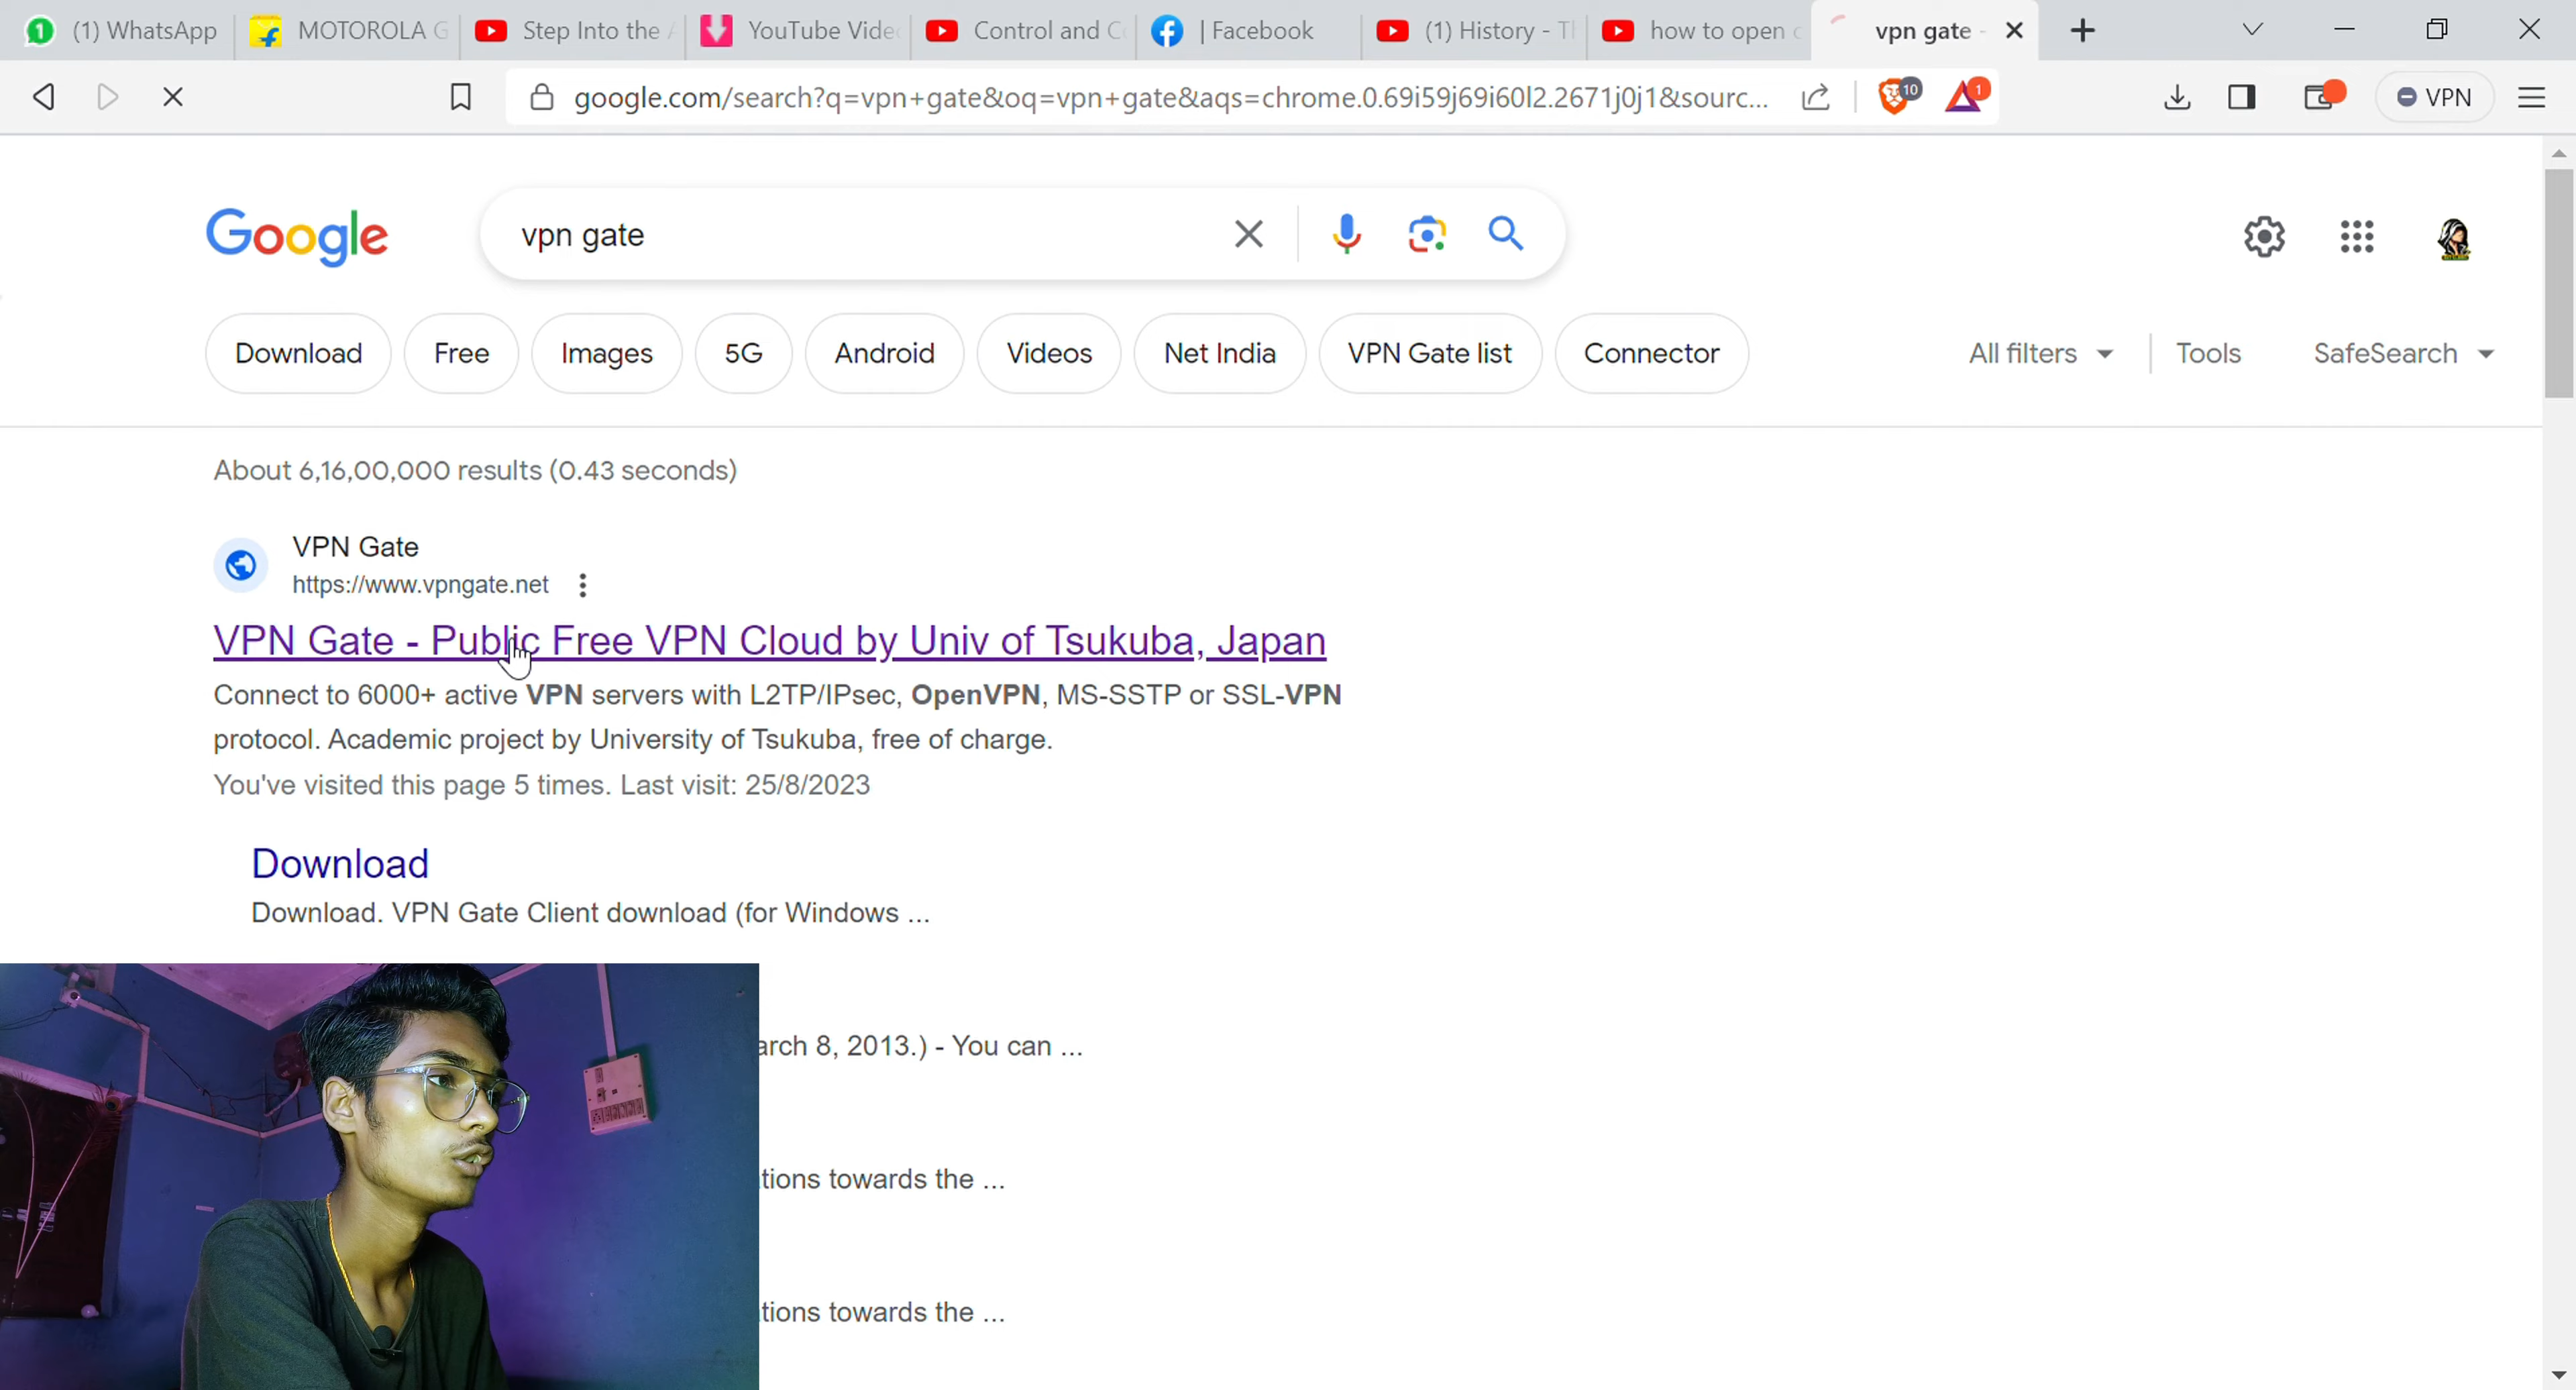 (1) WhatsApp
MOTOROLA G
Step Into the
YouTube Vide
Control and C
| Facebook
(1) History - T
how to open
vpn gate -
google.com/search?q=vpn+gate&oq=vpn+gate&aqs=chrome.0.69i59j69i60l2.2671j0j1&sourc...
10
1
VPN
Google
vpn gate
Download
Free
Images
5G
Android
Videos
Net India
VPN Gate list
Connector
All filters
Tools
SafeSearch
About 6,16,00,000 results (0.43 seconds)
VPN Gate
https://www.vpngate.net
VPN Gate - Public Free VPN Cloud by Univ of Tsukuba, Japan
Connect to 6000+ active VPN servers with L2TP/IPsec, OpenVPN, MS-SSTP or SSL-VPN
protocol. Academic project by University of Tsukuba, free of charge.
You've visited this page 5 times. Last visit: 25/8/2023
Download
Download. VPN Gate Client download (for Windows ...
arch 8, 2013.) - You can ...
tions towards the ...
tions towards the ...